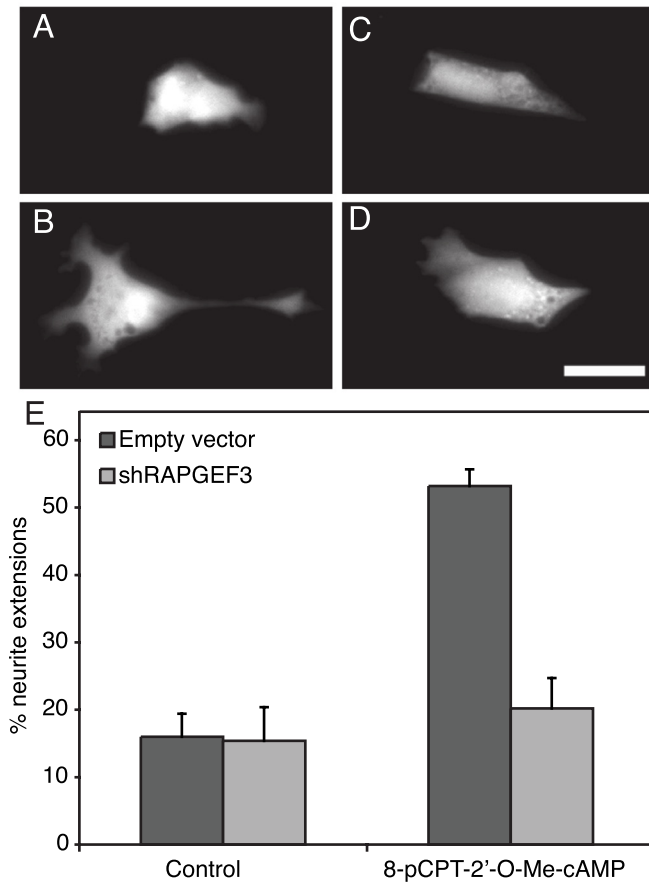 A
C
B
D
E
60
Empty vector
shRAPGEF3
50
40
30
20
10
0
% neurite extensions
Control
8-pCPT-2’-O-Me-cAMP